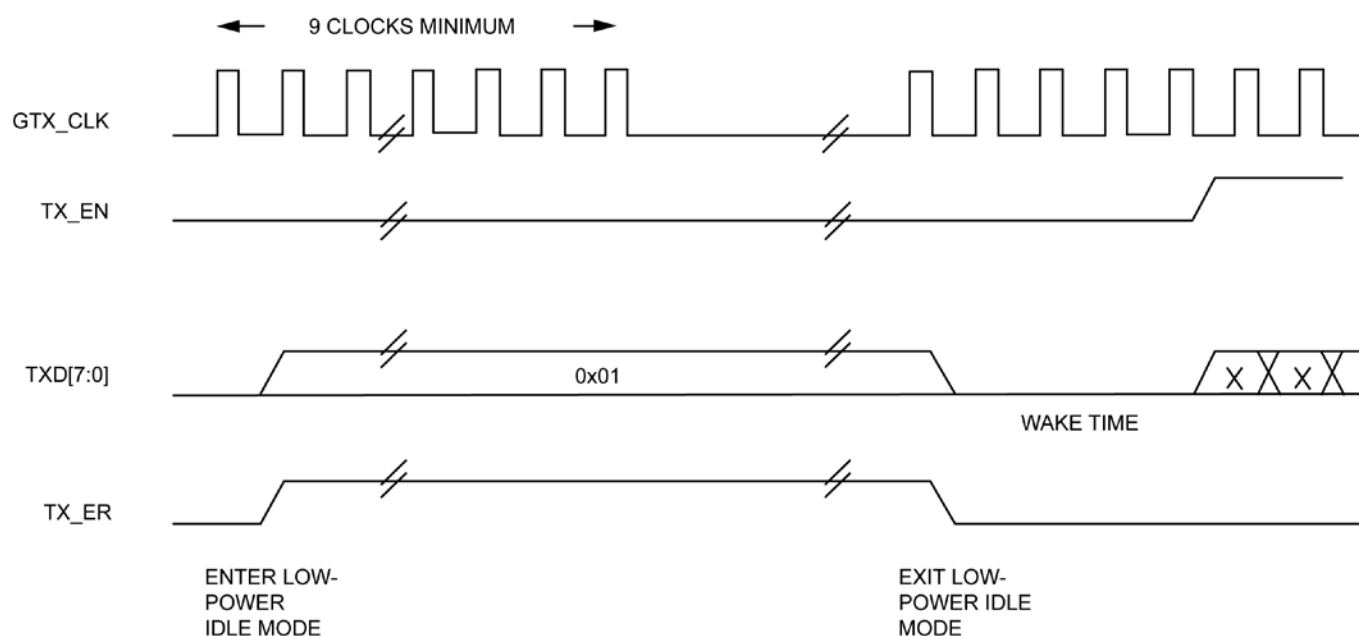 9 CLOCKS MINIMUM
GTX_CLK
TX_EN
TXD[7:0]
0x01
X
X
WAKE TIME
TX_ER
ENTER LOW-
POWER
IDLE MODE
EXIT LOW-
POWER IDLE
MODE